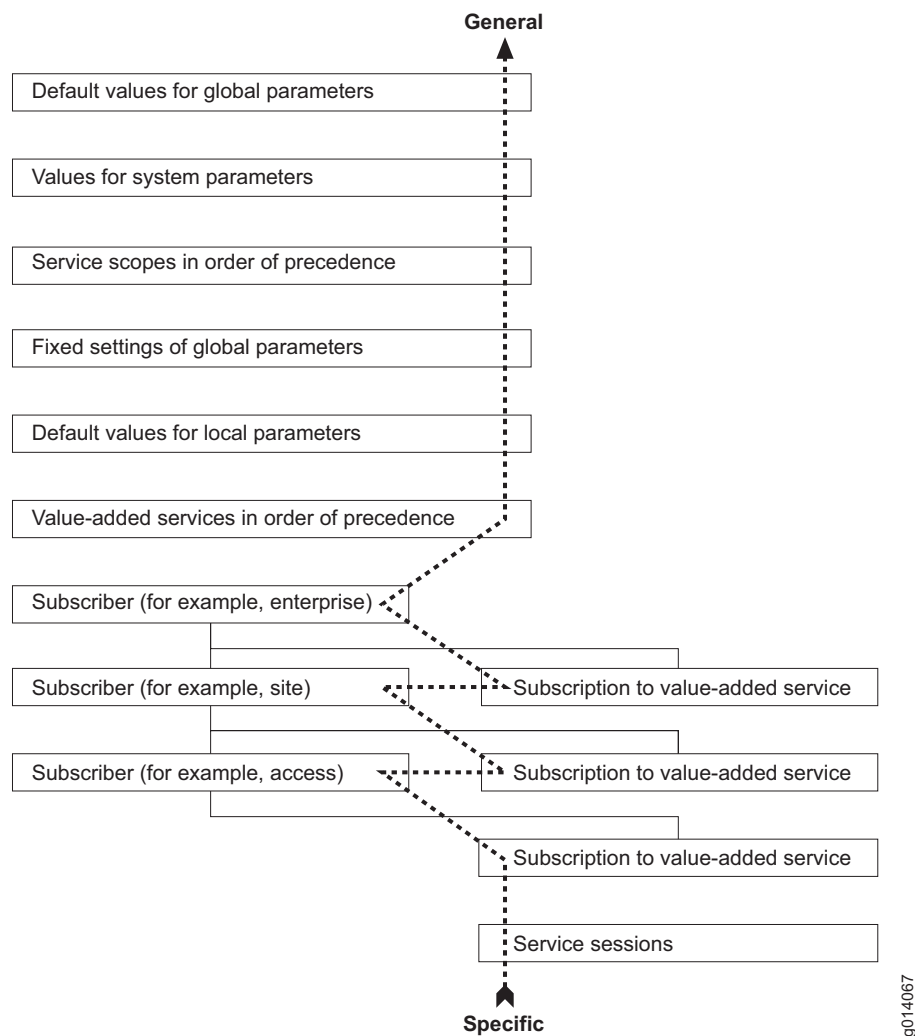 General
Default values for global parameters
Values for system parameters
Service scopes in order of precedence
Fixed settings of global parameters
Default values for local parameters
Value-added services in order of precedence
Subscriber (for example, enterprise)
Subscriber (for example, site)
Subscription to value-added service
Subscriber (for example, access)
Subscription to value-added service
Subscription to value-added service
Service sessions
Specific
g014067